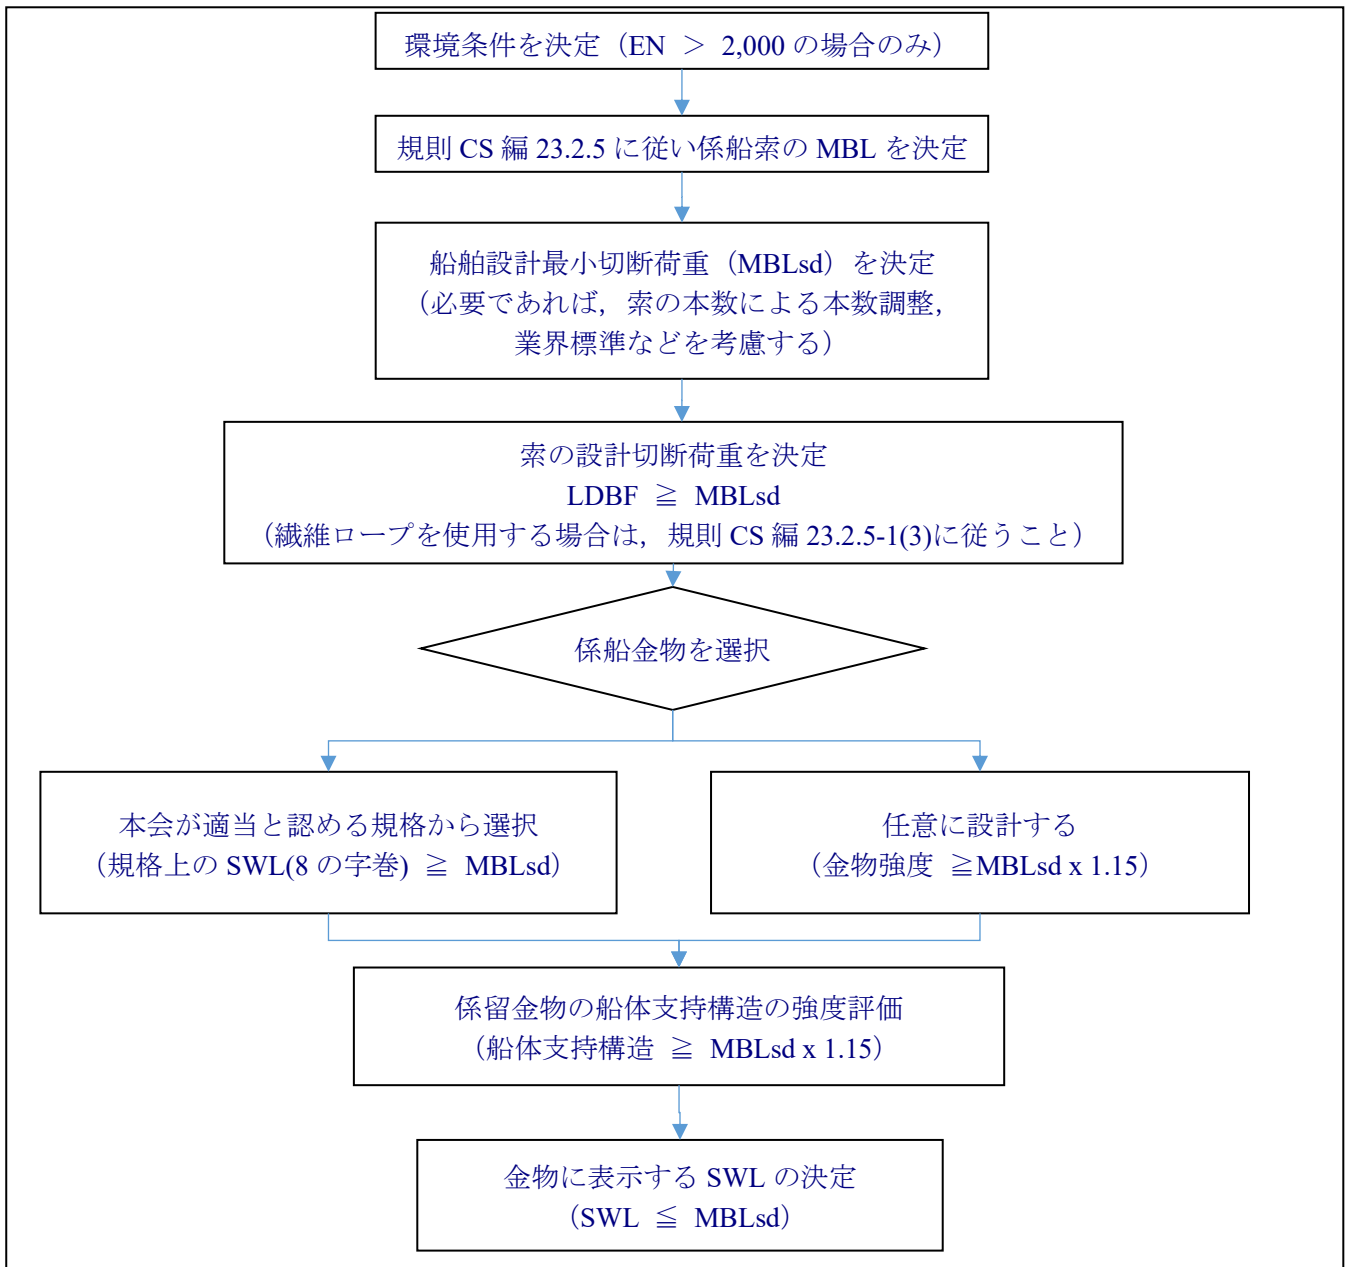 環境条件を決定（EN ＞ 2,000 の場合のみ）
規則 CS 編 23.2.5 に従い係船索の MBL を決定
船舶設計最小切断荷重（MBLsd）を決定
（必要であれば，索の本数による本数調整，
業界標準などを考慮する）
索の設計切断荷重を決定
LDBF ≧ MBLsd
（繊維ロープを使用する場合は，規則 CS 編 23.2.5-1(3)に従うこと）
係船金物を選択
本会が適当と認める規格から選択
（規格上の SWL(8 の字巻) ≧ MBLsd）
任意に設計する
（金物強度 ≧MBLsd x 1.15）
係留金物の船体支持構造の強度評価
（船体支持構造 ≧ MBLsd x 1.15）
金物に表示する SWL の決定
（SWL ≦ MBLsd）